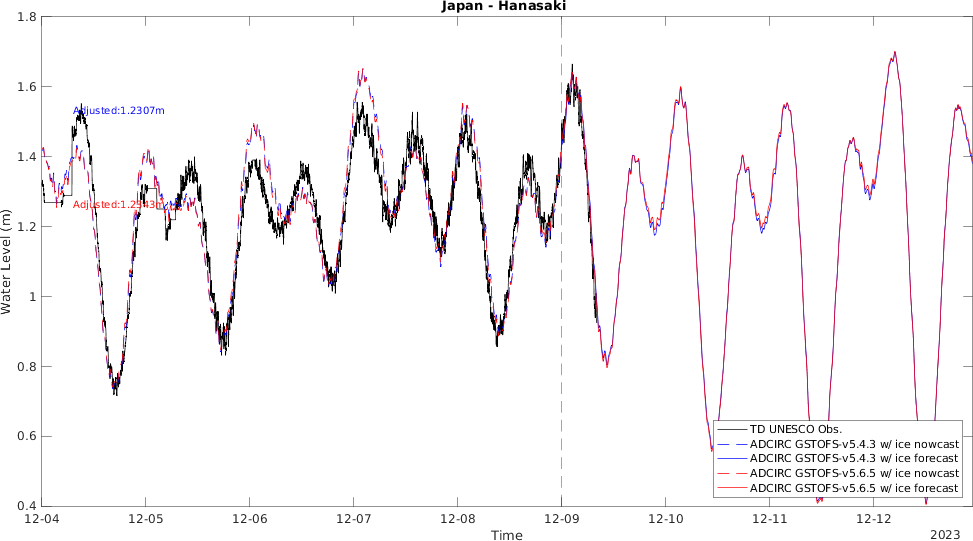 Japan - Hanasaki
1.8
1.6
1.4
1.2
1
0.8
0.6
0.4
Water Level (m)
Adjusted:1.2307m
Adjusted:1.2343m
TD UNESCO Obs.
ADCIRC GSTOFS-v5.4.3 w/ ice nowcast
ADCIRC GSTOFS-v5.4.3 w/ ice forecast
ADCIRC GSTOFS-v5.6.5 w/ ice nowcast
ADCIRC GSTOFS-v5.6.5 w/ ice forecast
12-04 12-05 12-06 12-07 12-08 12-09 12-10 12-11 12-12
Time
2023